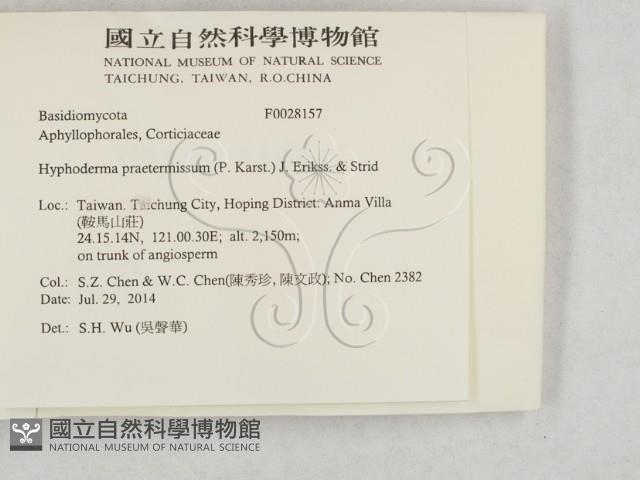 國立自然科學博物館
NATIONAL MUSEUM OF NATURAL SCIENCE
TAICHUNG, TAIWAN, R.O.CHINA
Basidiomycota F0028157
Aphyllophorales, Corticiaceae
Hyphoderma praetermissum (P. Karst.) J. Erikss. & Strid
Loc.: Taiwan. Taichung City, Hoping District: Anma Villa
(鞍馬山莊)
24.15.14N, 121.00.30E; alt. 2,150m;
on trunk of angiosperm
Col.: S.Z. Chen & W.C. Chen(陳秀珍, 陳文政); No. Chen 2382
Date: Jul. 29, 2014
Det.: S.H. Wu (吳聲華)
國立自然科學博物館
NATIONAL MUSEUM OF NATURAL SCIENCE